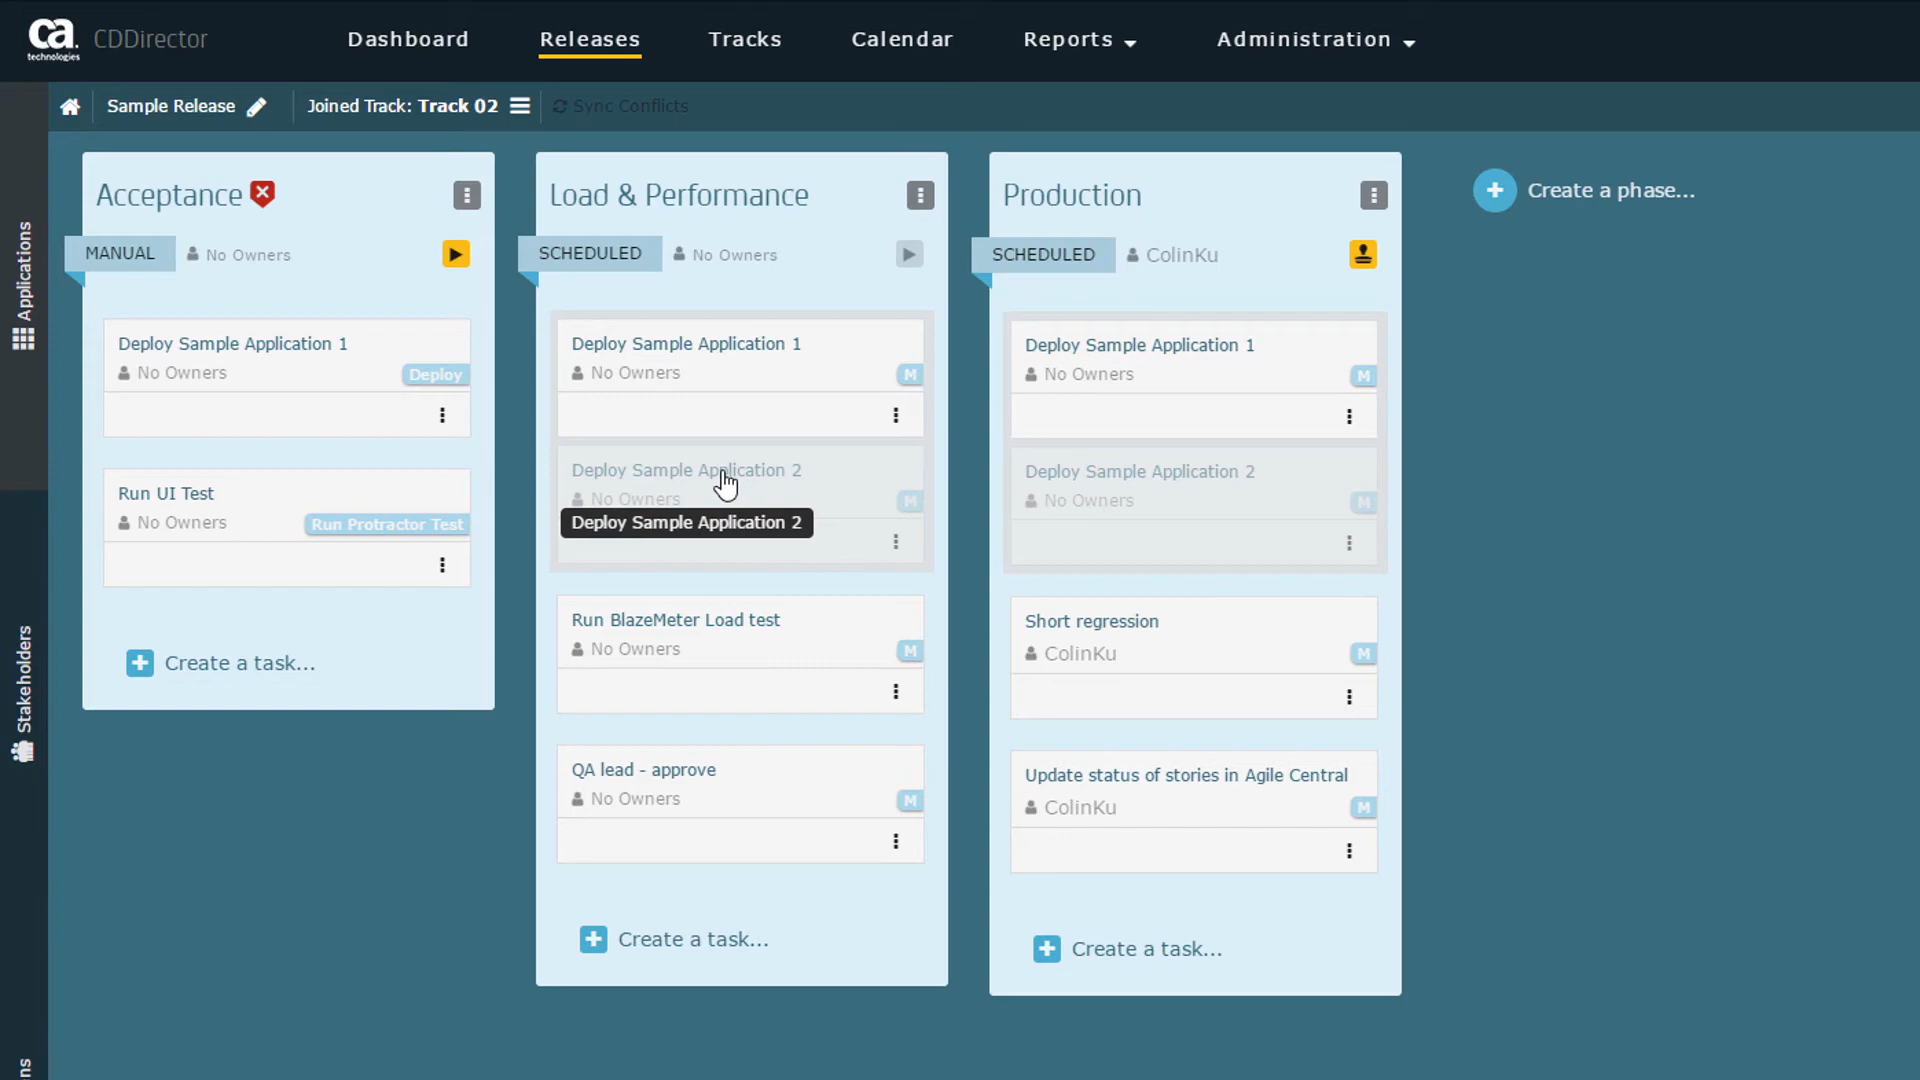 ca.
technologies
CDDirector
Dashboard
Releases
Tracks
Calendar
Reports
Administration
Sample Release
Joined Track: Track 02
Sync Conflicts
Applications
Stakeholders
ns
Acceptance
MANUAL
No Owners
Deploy Sample Application 1
No Owners
Deploy
Run UI Test
No Owners
Run Protractor Test
Create a task...
Load & Performance
SCHEDULED
No Owners
Deploy Sample Application 1
No Owners
M
Deploy Sample Application 2
No Owners
M
Deploy Sample Application 2
Run BlazeMeter Load test
No Owners
M
QA lead - approve
No Owners
M
Create a task...
Production
SCHEDULED
ColinKu
Deploy Sample Application 1
No Owners
M
Deploy Sample Application 2
No Owners
M
Short regression
ColinKu
M
Update status of stories in Agile Central
ColinKu
M
Create a task...
Create a phase...